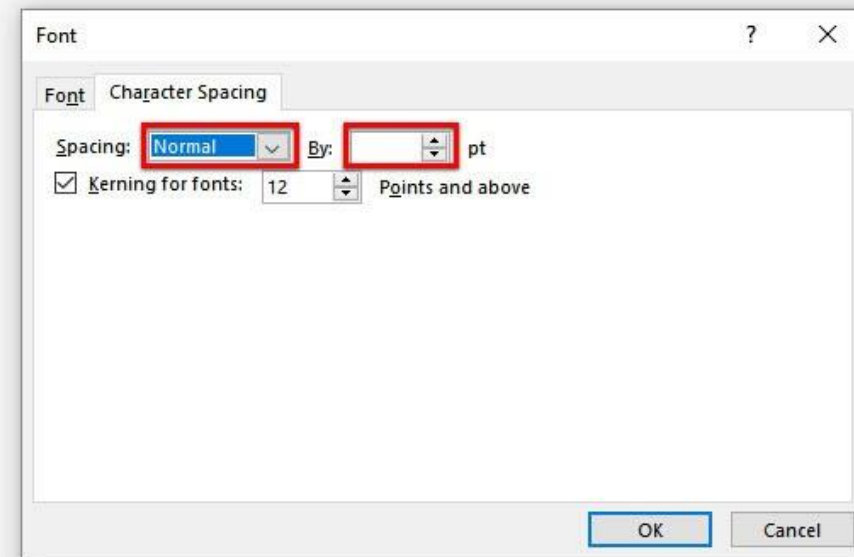 Font ?
Font Character Spacing
Spacing: Normal By: pt
Kerning for fonts: 12 Points and above
OK Cancel